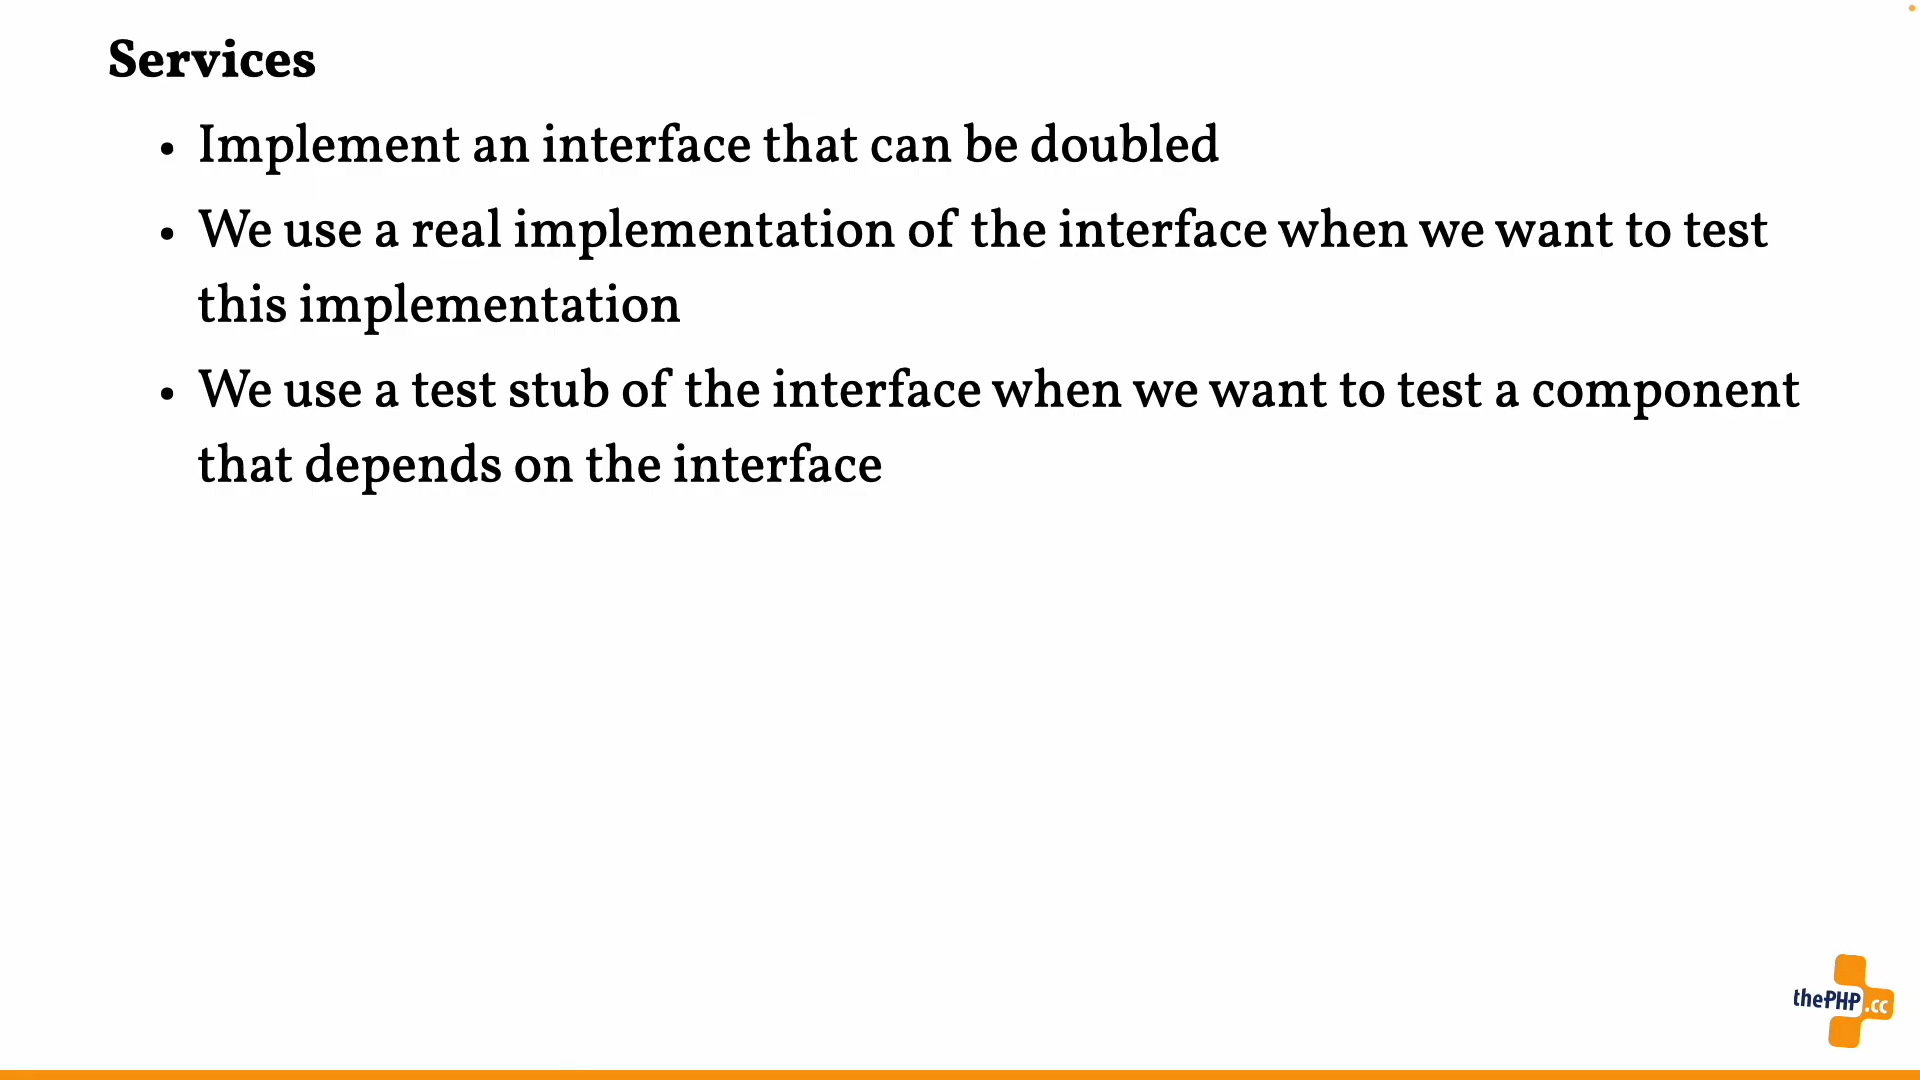 Services
• Implement an interface that can be doubled
• We use a real implementation of the interface when we want to test
this implementation
• We use a test stub of the interface when we want to test a component
that depends on the interface
thePHP.cc